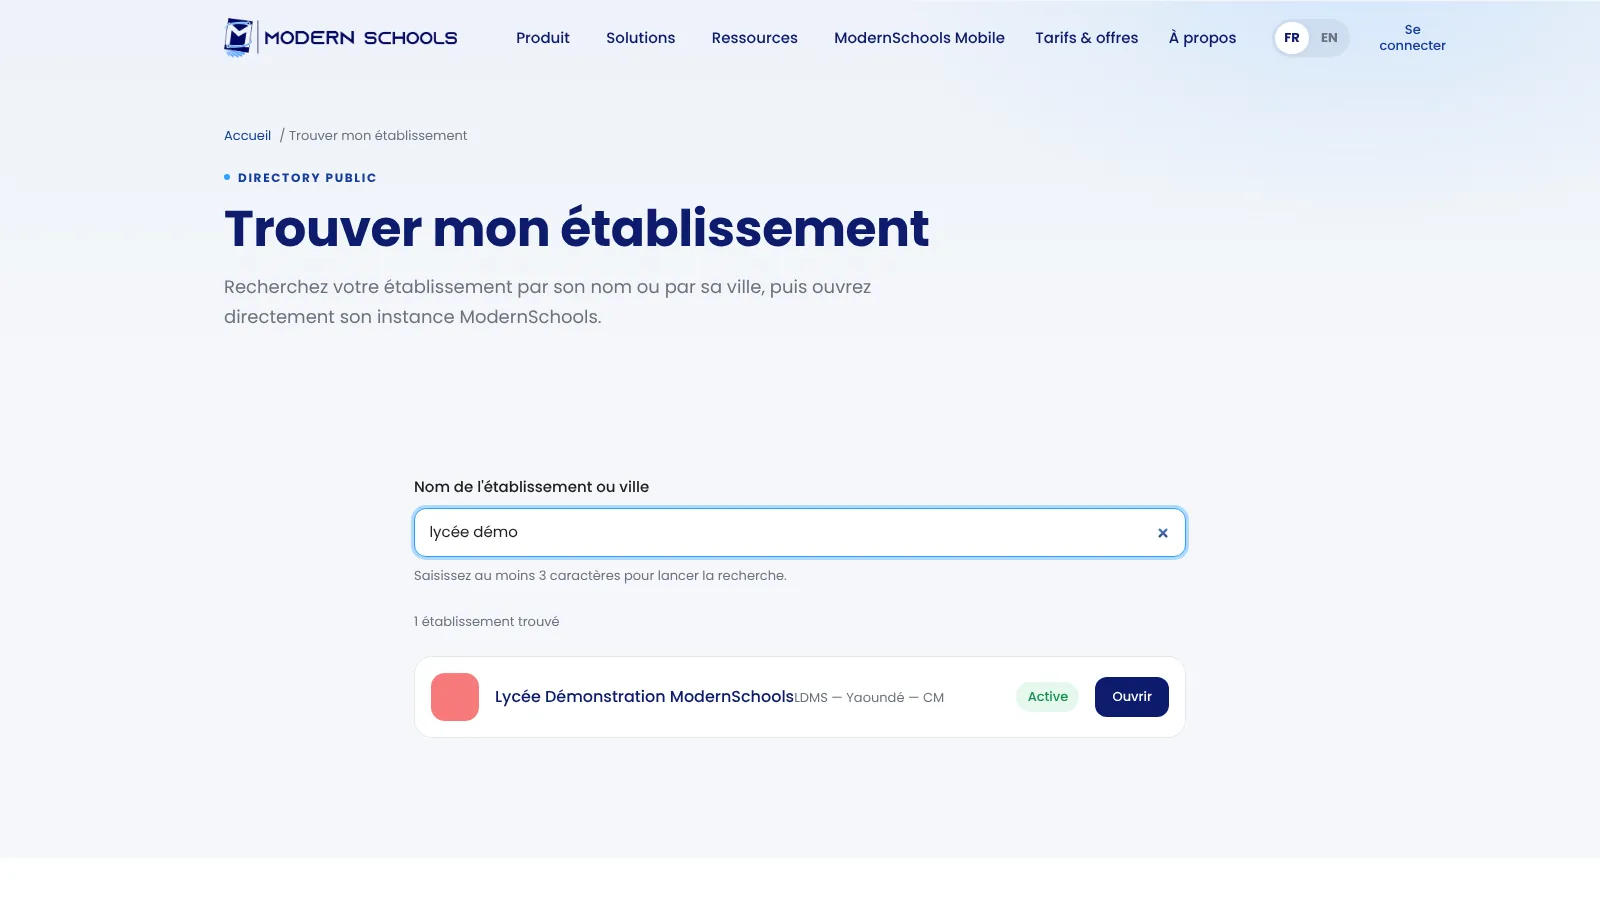 MODERN SCHOOLS
Produit
Solutions
Ressources
ModernSchools Mobile
Tarifs & offres
À propos
FR
EN
Se
connecter
Accueil / Trouver mon établissement
DIRECTORY PUBLIC
Trouver mon établissement
Recherchez votre établissement par son nom ou par sa ville, puis ouvrez
directement son instance ModernSchools.
Nom de l'établissement ou ville
lycée démo
Saisissez au moins 3 caractères pour lancer la recherche.
1 établissement trouvé
Lycée Démonstration ModernSchoolsLDMS — Yaoundé — CM
Active
Ouvrir